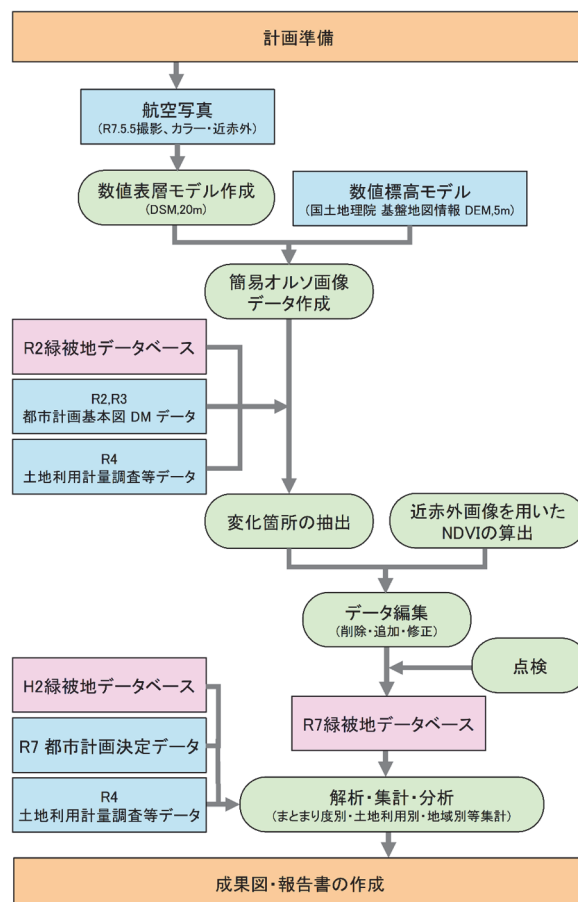 計画準備
航空写真
(R7.5.5撮影、カラー・近赤外)
数値表層モデル作成
(DSM,20m)
数値標高モデル
(国土地理院 基盤地図情報 DEM,5m)
簡易オルソ画像
データ作成
R2緑被地データベース
R2,R3
都市計画基本図 DM データ
R4
土地利用計量調査等データ
変化箇所の抽出
近赤外画像を用いた
NDVIの算出
データ編集
(削除・追加・修正)
点検
H2緑被地データベース
R7緑被地データベース
R7 都市計画決定データ
R4
土地利用計量調査等データ
解析・集計・分析
(まとまり度別・土地利用別・地域別等集計)
成果図・報告書の作成